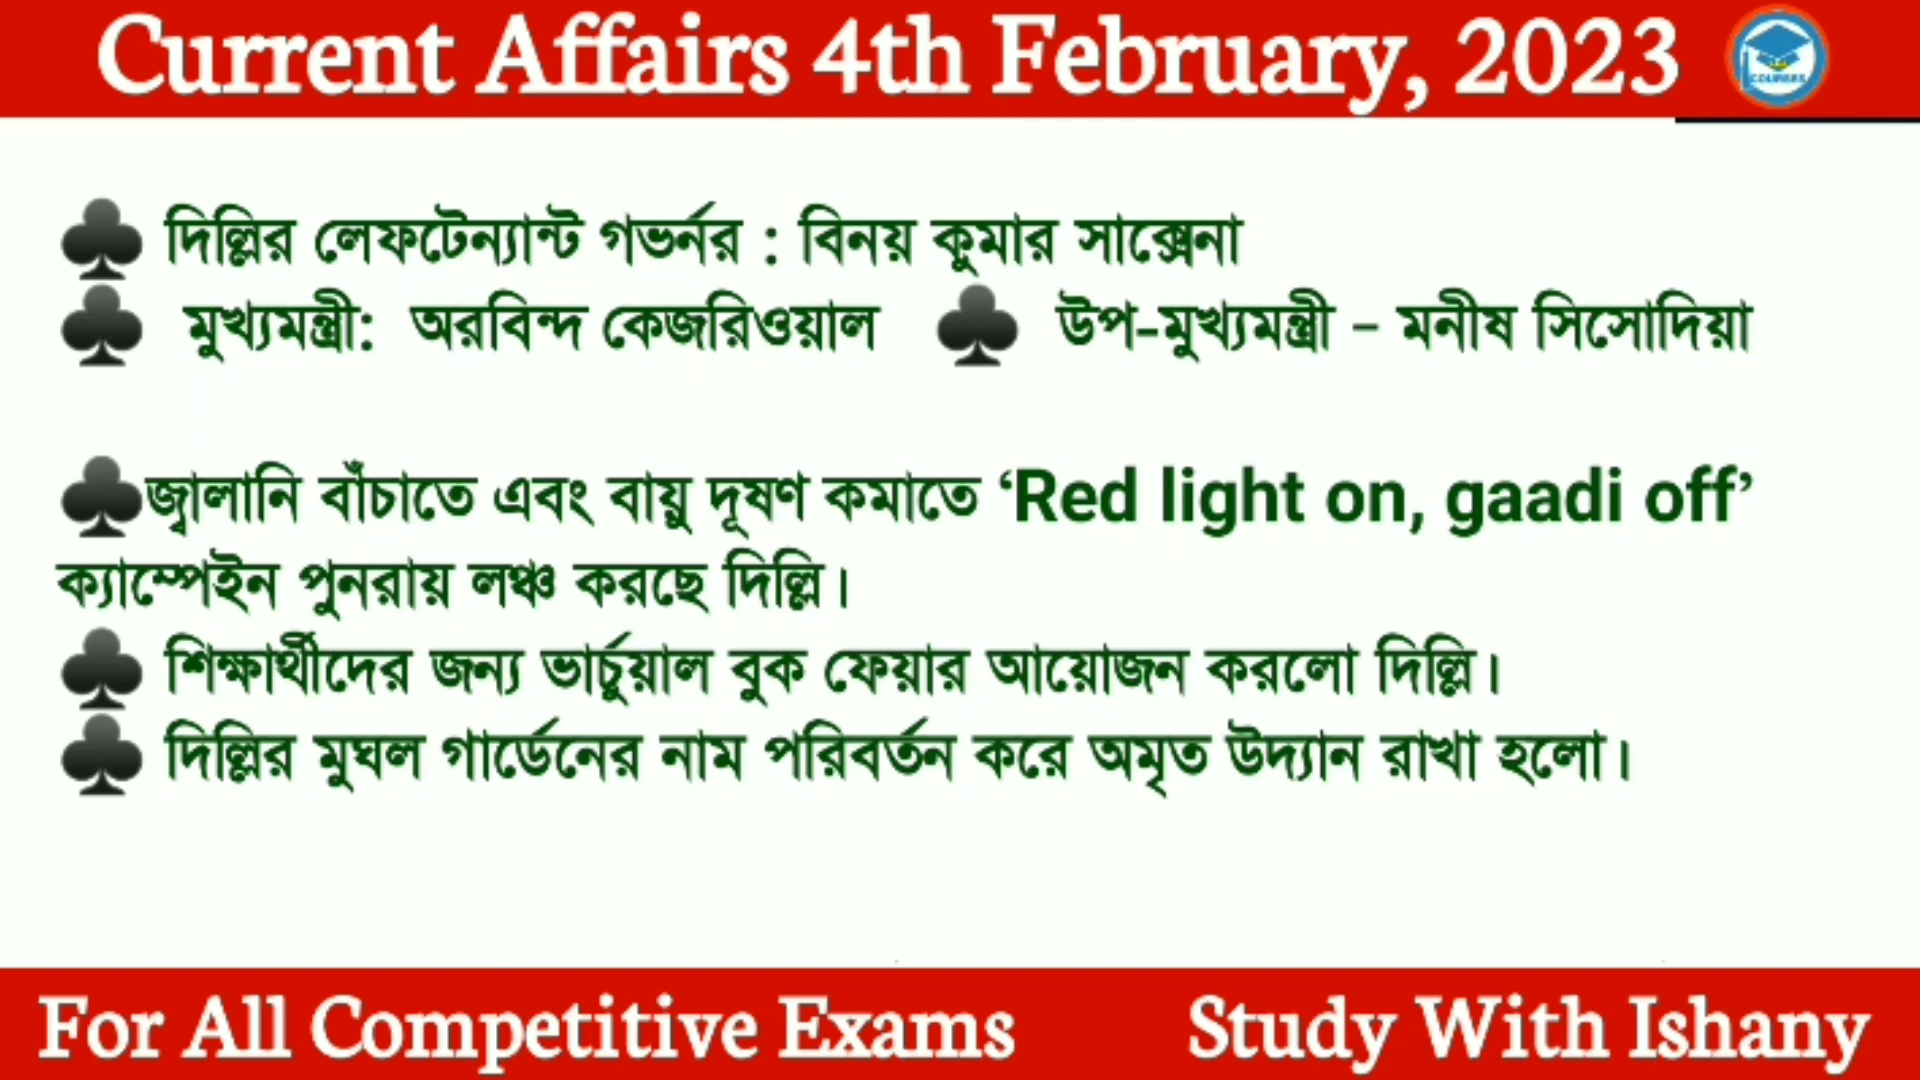 Current Affairs 4th February, 2023
COURSES
♣ দিল্লির লেফটেন্যান্ট গভর্নর : বিনয় কুমার সাক্সেনা
♣ মুখ্যমন্ত্রী: অরবিন্দ কেজরিওয়াল ♣ উপ-মুখ্যমন্ত্রী – মনীষ সিসোদিয়া
♣জ্বালানি বাঁচাতে এবং বায়ু দূষণ কমাতে ‘Red light on, gaadi off’
ক্যাম্পেইন পুনরায় লঞ্চ করছে দিল্লি।
♣ শিক্ষার্থীদের জন্য ভার্চুয়াল বুক ফেয়ার আয়োজন করলো দিল্লি।
♣ দিল্লির মুঘল গার্ডেনের নাম পরিবর্তন করে অমৃত উদ্যান রাখা হলো।
For All Competitive Exams Study With Ishany